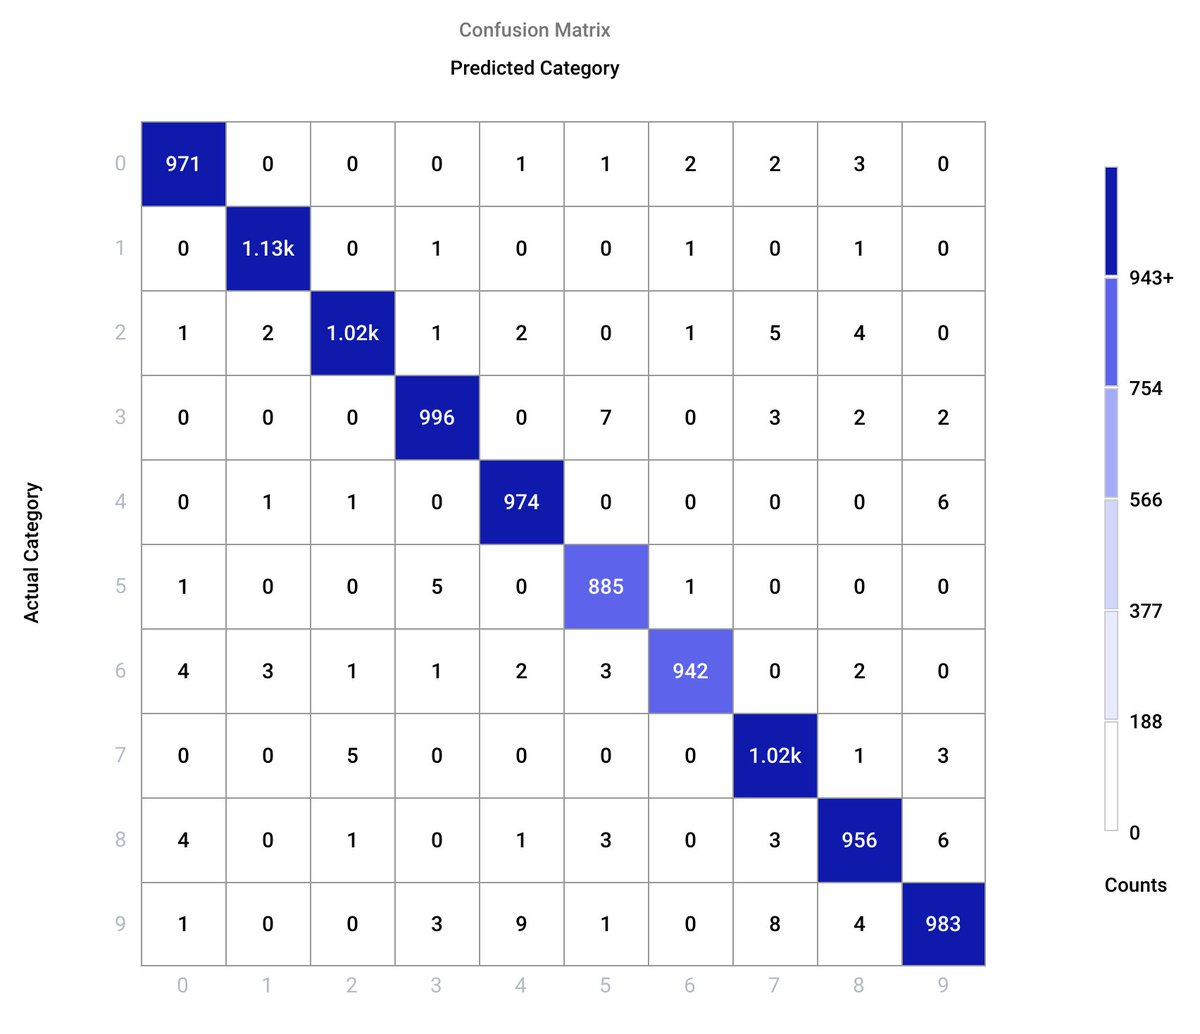 Confusion Matrix
Predicted Category
0 971 0 0 0 1 1 2 2 3 0
1 0 1.13k 0 1 0 0 1 0 1 0
2 1 2 1.02k 1 2 0 1 5 4 0
3 0 0 0 996 0 7 0 3 2 2
4 0 1 1 0 974 0 0 0 0 6
5 1 0 0 5 0 885 1 0 0 0
6 4 3 1 1 2 3 942 0 2 0
7 0 0 5 0 0 0 0 1.02k 1 3
8 4 0 1 0 1 3 0 3 956 6
9 1 0 0 3 9 1 0 8 4 983
0 1 2 3 4 5 6 7 8 9
Actual Category
943+
754
566
377
188
0
Counts